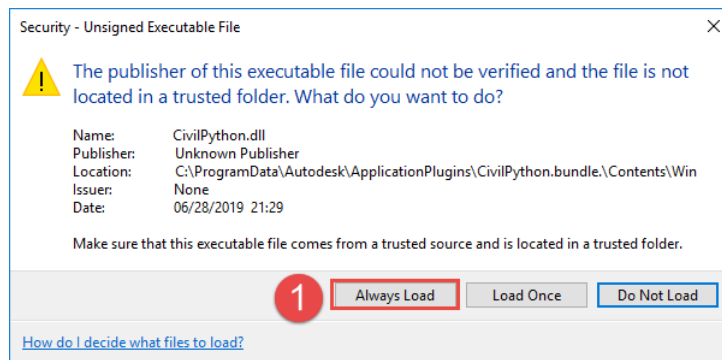 Security - Unsigned Executable File
The publisher of this executable file could not be verified and the file is not
located in a trusted folder. What do you want to do?
Name: CivilPython.dll
Publisher: Unknown Publisher
Location: C:\ProgramData\Autodesk\ApplicationPlugins\CivilPython.bundle.\Contents\Win
Issuer: None
Date: 06/28/2019 21:29
Make sure that this executable file comes from a trusted source and is located in a trusted folder.
1 Always Load Load Once Do Not Load
How do I decide what files to load?